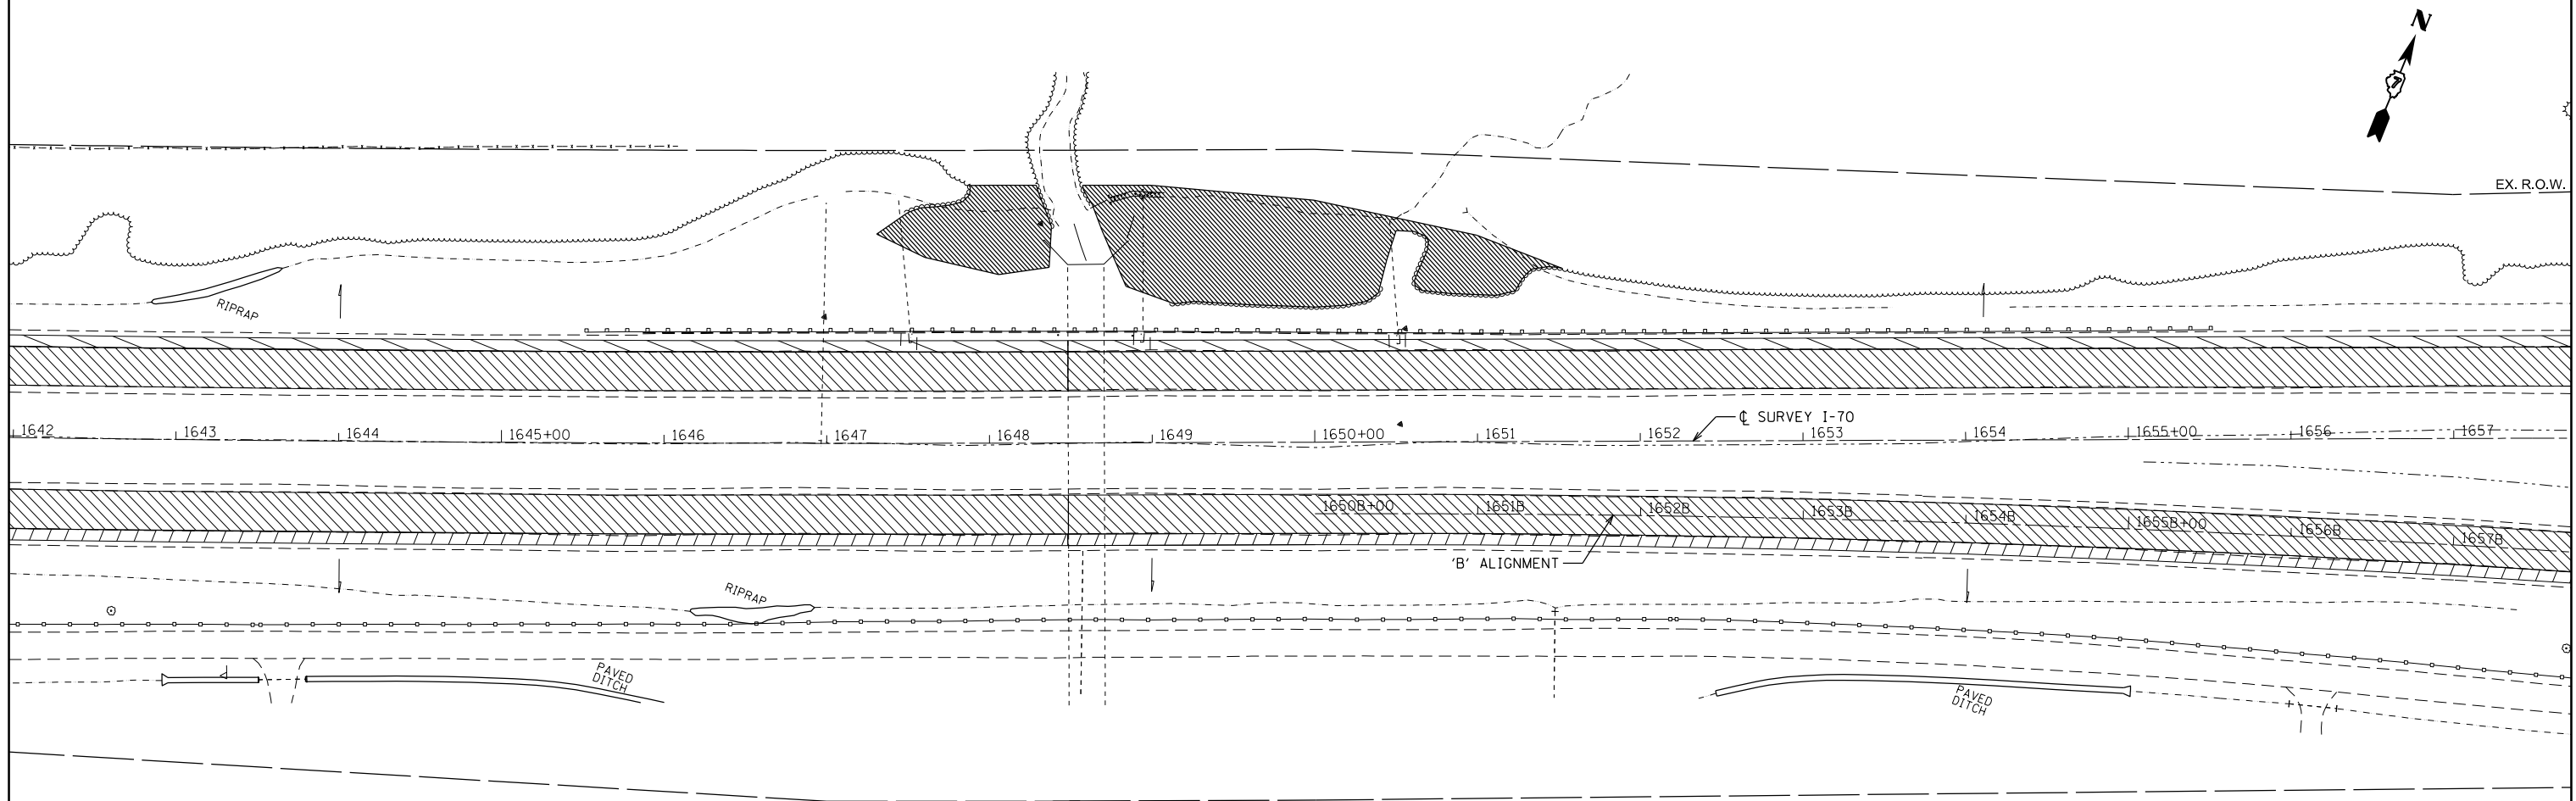 N
7
EX. R.O.W.
RIPRAP
℄ SURVEY I-70
1642
1643
1644
1645+00
1646
1647
1648
1649
1650+00
1651
1652
1653
1654
1655+00
1656
1657
1650B+00
1651B
1652B
1653B
1654B
1655B+00
1656B
1657B
'B' ALIGNMENT
RIPRAP
PAVED
DITCH
PAVED
DITCH